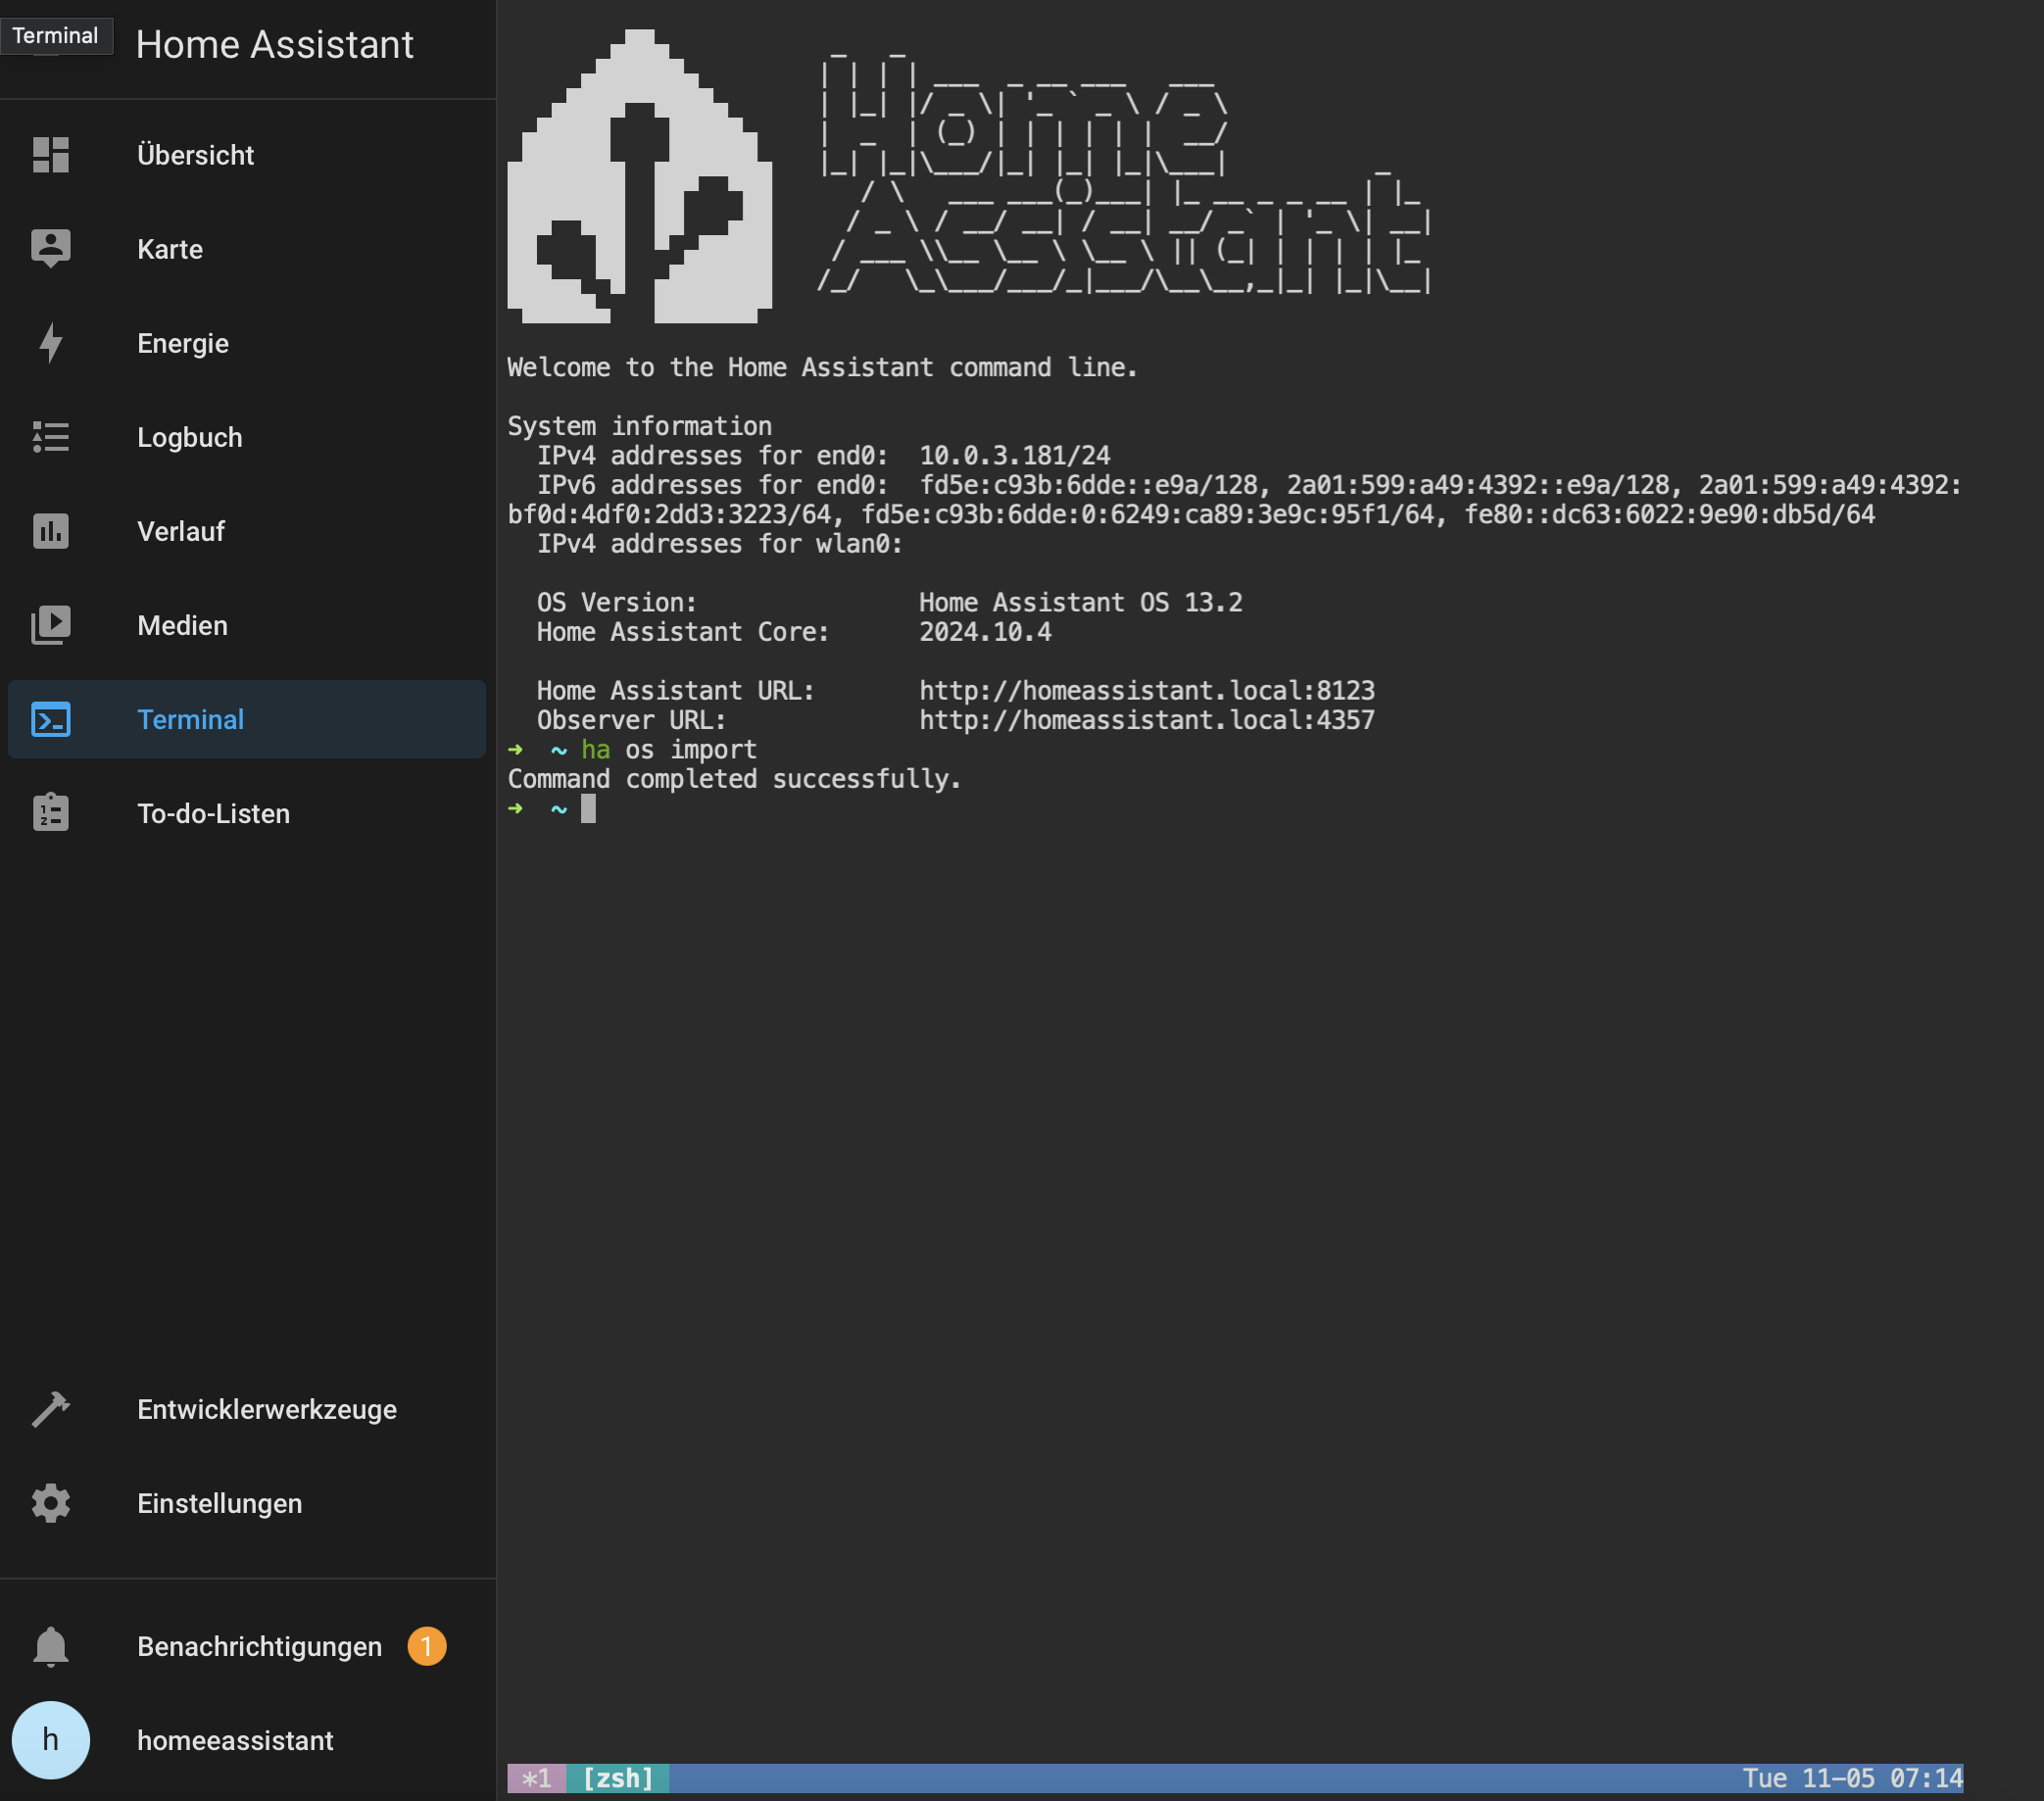 Terminal
Home Assistant
Übersicht
Karte
Energie
Logbuch
Verlauf
Medien
Terminal
To-do-Listen
Entwicklerwerkzeuge
Einstellungen
Benachrichtigungen 1
h homeeassistant
Home
Assistant
Welcome to the Home Assistant command line.
System information
IPv4 addresses for end0: 10.0.3.181/24
IPv6 addresses for end0: fd5e:c93b:6dde::e9a/128, 2a01:599:a49:4392::e9a/128, 2a01:599:a49:4392:
bf0d:4df0:2dd3:3223/64, fd5e:c93b:6dde:0:6249:ca89:3e9c:95f1/64, fe80::dc63:6022:9e90:db5d/64
IPv4 addresses for wlan0:
OS Version: Home Assistant OS 13.2
Home Assistant Core: 2024.10.4
Home Assistant URL: http://homeassistant.local:8123
Observer URL: http://homeassistant.local:4357
➜ ~ ha os import
Command completed successfully.
➜ ~
*1 [zsh] Tue 11-05 07:14